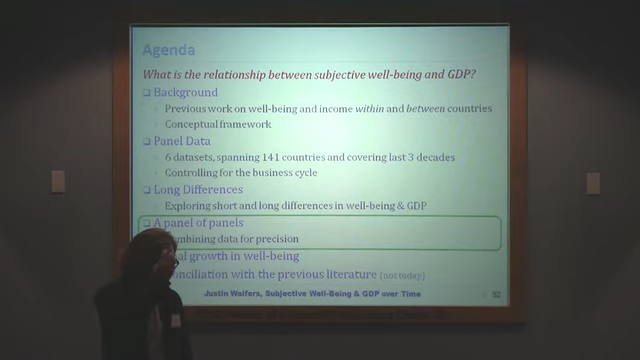 Agenda
What is the relationship between subjective well-being and GDP?
Background
Previous work on well-being and income within and between countries
Conceptual framework
Panel Data
6 datasets, spanning 141 countries and covering last 3 decades
Controlling for the business cycle
Long Differences
Exploring short and long differences in well-being & GDP
A panel of panels
data for precision
growth in well-being
with the previous literature (not today)
Justin Wolfers, Subjective Well-Being & GDP over Time
52